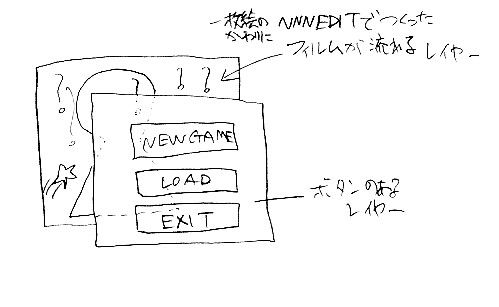 一枚絵の NNNEDITでつくった
かわりに フィルムが流れる レイヤー
? ? ? ?
NEWGAME
LOAD
EXIT
ボタンのある
レイヤー